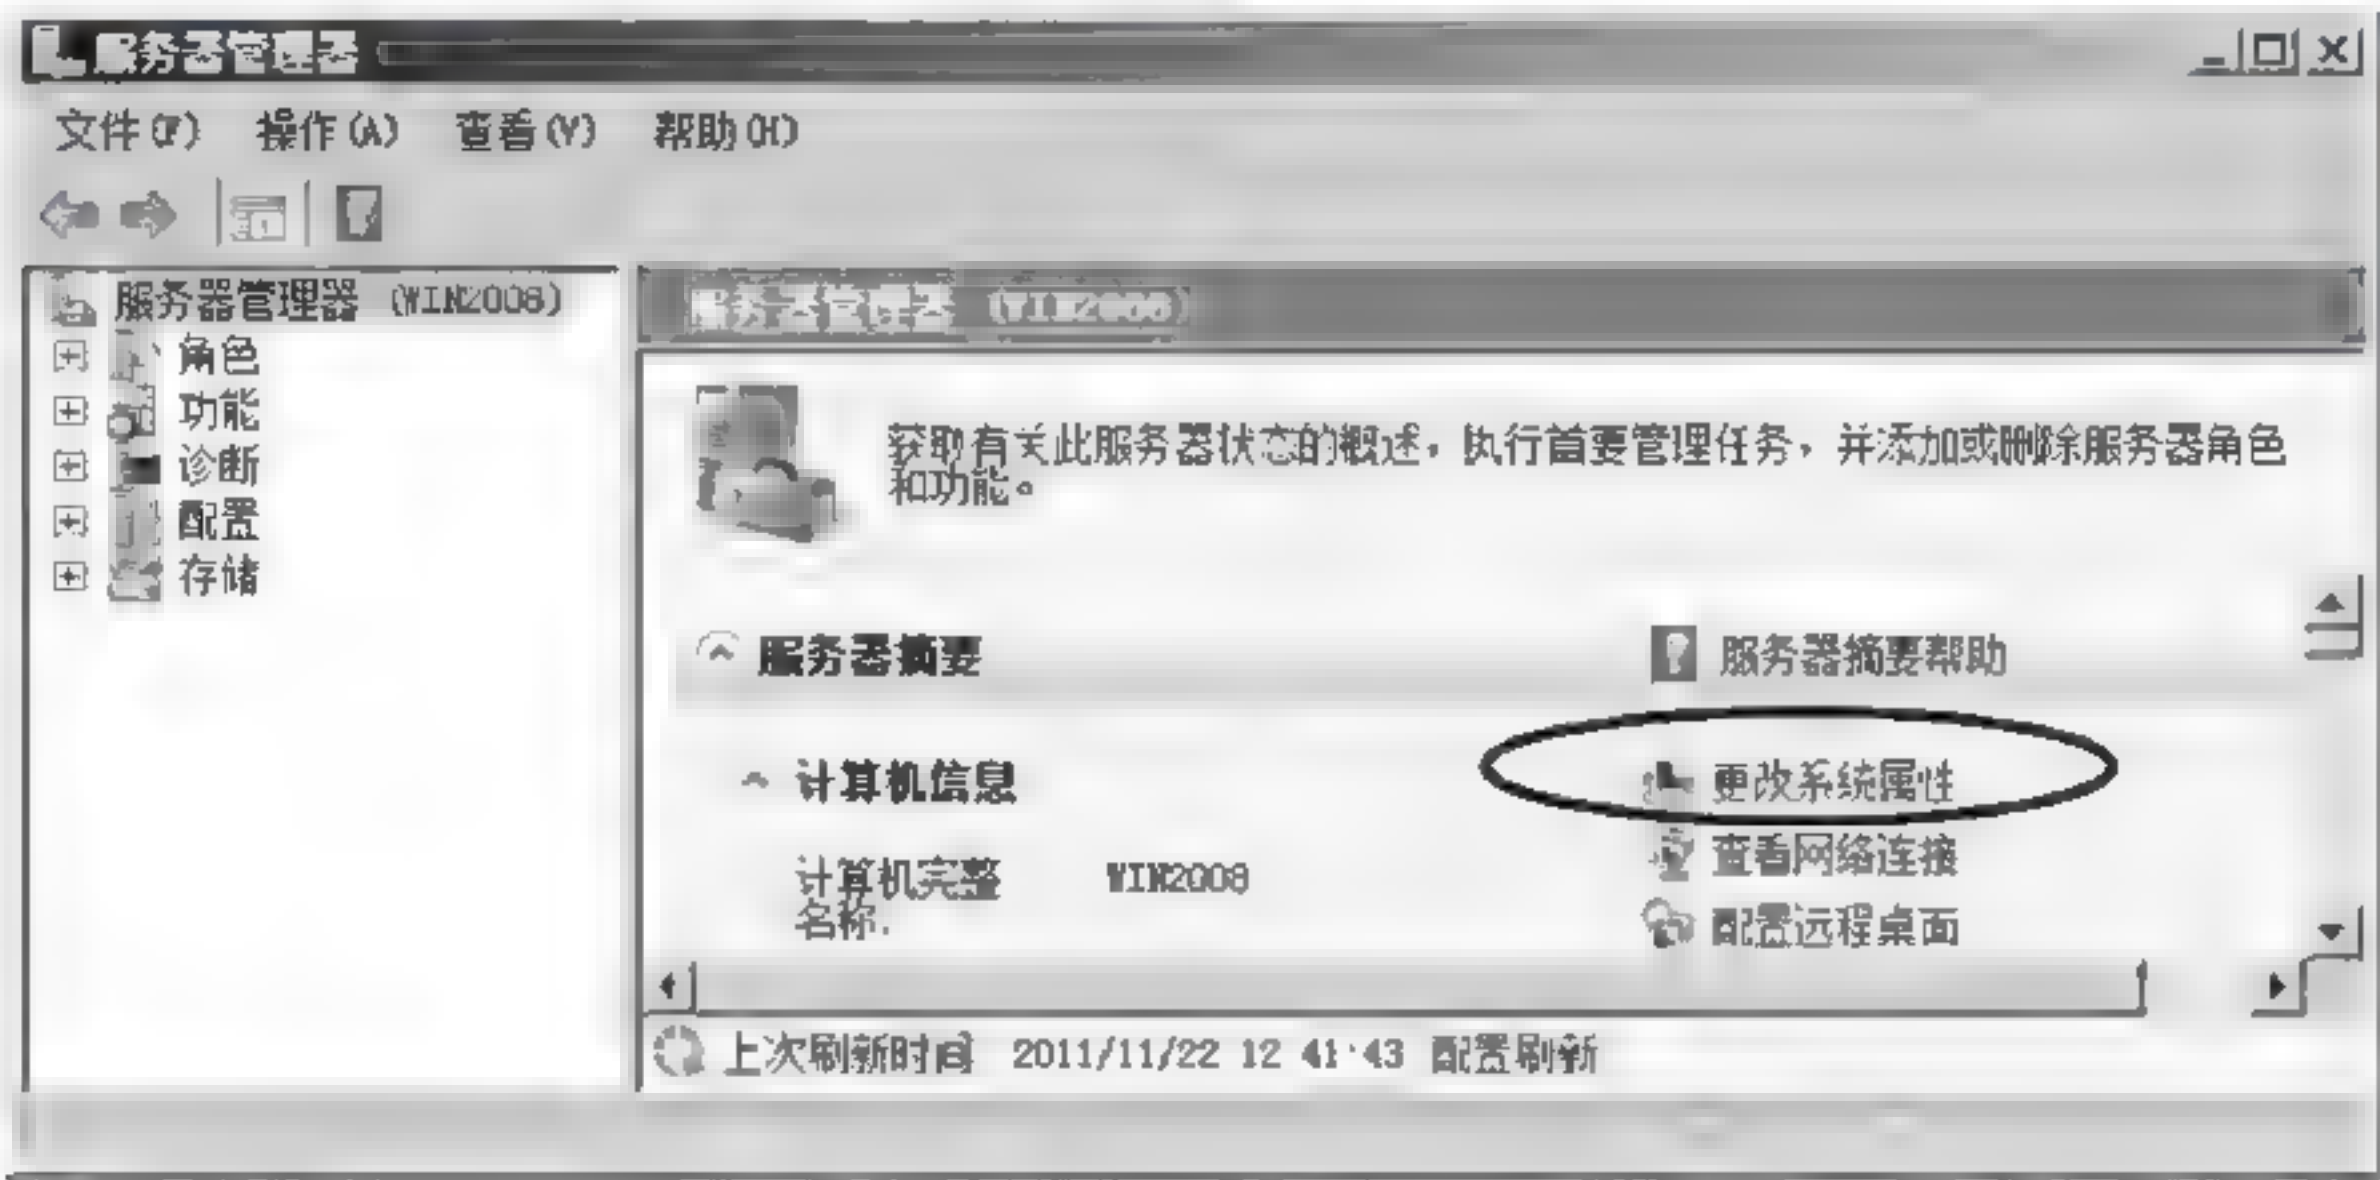 服务器管理器
文件(F) 操作(A) 查看(V) 帮助(H)
服务器管理器 (WIN2008)
角色
功能
诊断
配置
存储
服务器管理器 (WIN2008)
获取有关此服务器状态的概述，执行首要管理任务，并添加或删除服务器角色
和功能。
服务器摘要
服务器摘要帮助
计算机信息
更改系统属性
查看网络连接
计算机完整 WIN2008
名称:
配置远程桌面
上次刷新时间 2011/11/22 12:41:43 配置刷新